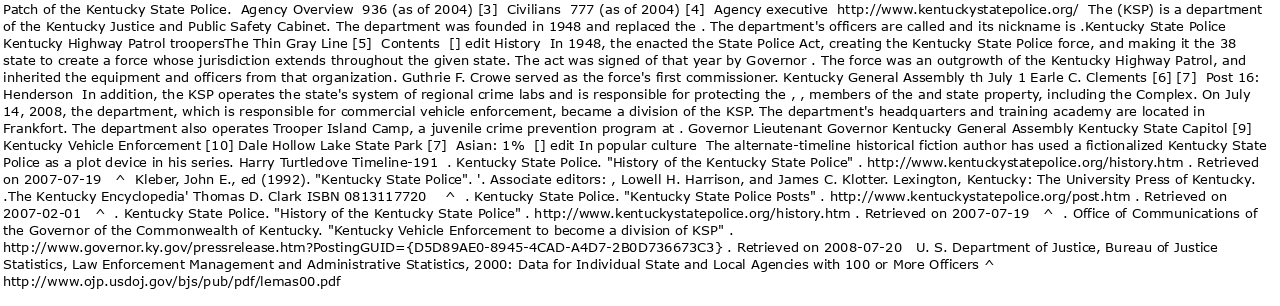 Patch of the Kentucky State Police.  Agency Overview  936 (as of 2004) [3]  Civilians  777 (as of 2004) [4]  Agency executive  http://www.kentuckystatepolice.org/  The (KSP) is a department
of the Kentucky Justice and Public Safety Cabinet. The department was founded in 1948 and replaced the . The department's officers are called and its nickname is .Kentucky State Police
Kentucky Highway Patrol troopersThe Thin Gray Line [5]  Contents  [] edit History  In 1948, the enacted the State Police Act, creating the Kentucky State Police force, and making it the 38
state to create a force whose jurisdiction extends throughout the given state. The act was signed of that year by Governor . The force was an outgrowth of the Kentucky Highway Patrol, and
inherited the equipment and officers from that organization. Guthrie F. Crowe served as the force's first commissioner. Kentucky General Assembly th July 1 Earle C. Clements [6] [7]  Post 16:
Henderson  In addition, the KSP operates the state's system of regional crime labs and is responsible for protecting the , , members of the and state property, including the Complex. On July
14, 2008, the department, which is responsible for commercial vehicle enforcement, became a division of the KSP. The department's headquarters and training academy are located in
Frankfort. The department also operates Trooper Island Camp, a juvenile crime prevention program at . Governor Lieutenant Governor Kentucky General Assembly Kentucky State Capitol [9]
Kentucky Vehicle Enforcement [10] Dale Hollow Lake State Park [7]  Asian: 1%  [] edit In popular culture  The alternate-timeline historical fiction author has used a fictionalized Kentucky State
Police as a plot device in his series. Harry Turtledove Timeline-191  . Kentucky State Police. "History of the Kentucky State Police" . http://www.kentuckystatepolice.org/history.htm . Retrieved
on 2007-07-19  ^  Kleber, John E., ed (1992). "Kentucky State Police". '. Associate editors: , Lowell H. Harrison, and James C. Klotter. Lexington, Kentucky: The University Press of Kentucky.
.The Kentucky Encyclopedia' Thomas D. Clark ISBN 0813117720   ^  . Kentucky State Police. "Kentucky State Police Posts" . http://www.kentuckystatepolice.org/post.htm . Retrieved on
2007-02-01  ^  . Kentucky State Police. "History of the Kentucky State Police" . http://www.kentuckystatepolice.org/history.htm . Retrieved on 2007-07-19  ^  . Office of Communications of
the Governor of the Commonwealth of Kentucky. "Kentucky Vehicle Enforcement to become a division of KSP" .
http://www.governor.ky.gov/pressrelease.htm?PostingGUID={D5D89AE0-8945-4CAD-A4D7-2B0D736673C3} . Retrieved on 2008-07-20   U. S. Department of Justice, Bureau of Justice
Statistics, Law Enforcement Management and Administrative Statistics, 2000: Data for Individual State and Local Agencies with 100 or More Officers ^
http://www.ojp.usdoj.gov/bjs/pub/pdf/lemas00.pdf